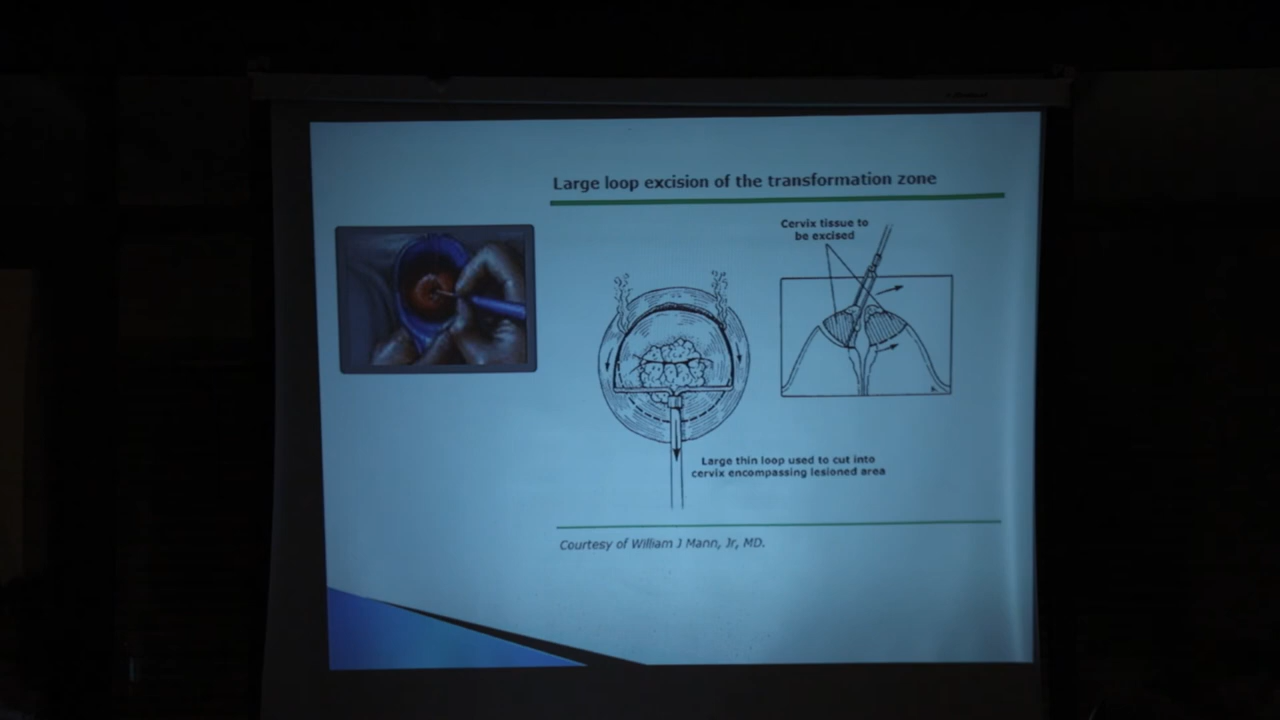 Large loop excision of the transformation zone
Cervix tissue to
be excised
Large thin loop used to cut into
cervix encompassing lesioned area
Courtesy of William J Mann, Jr, MD.